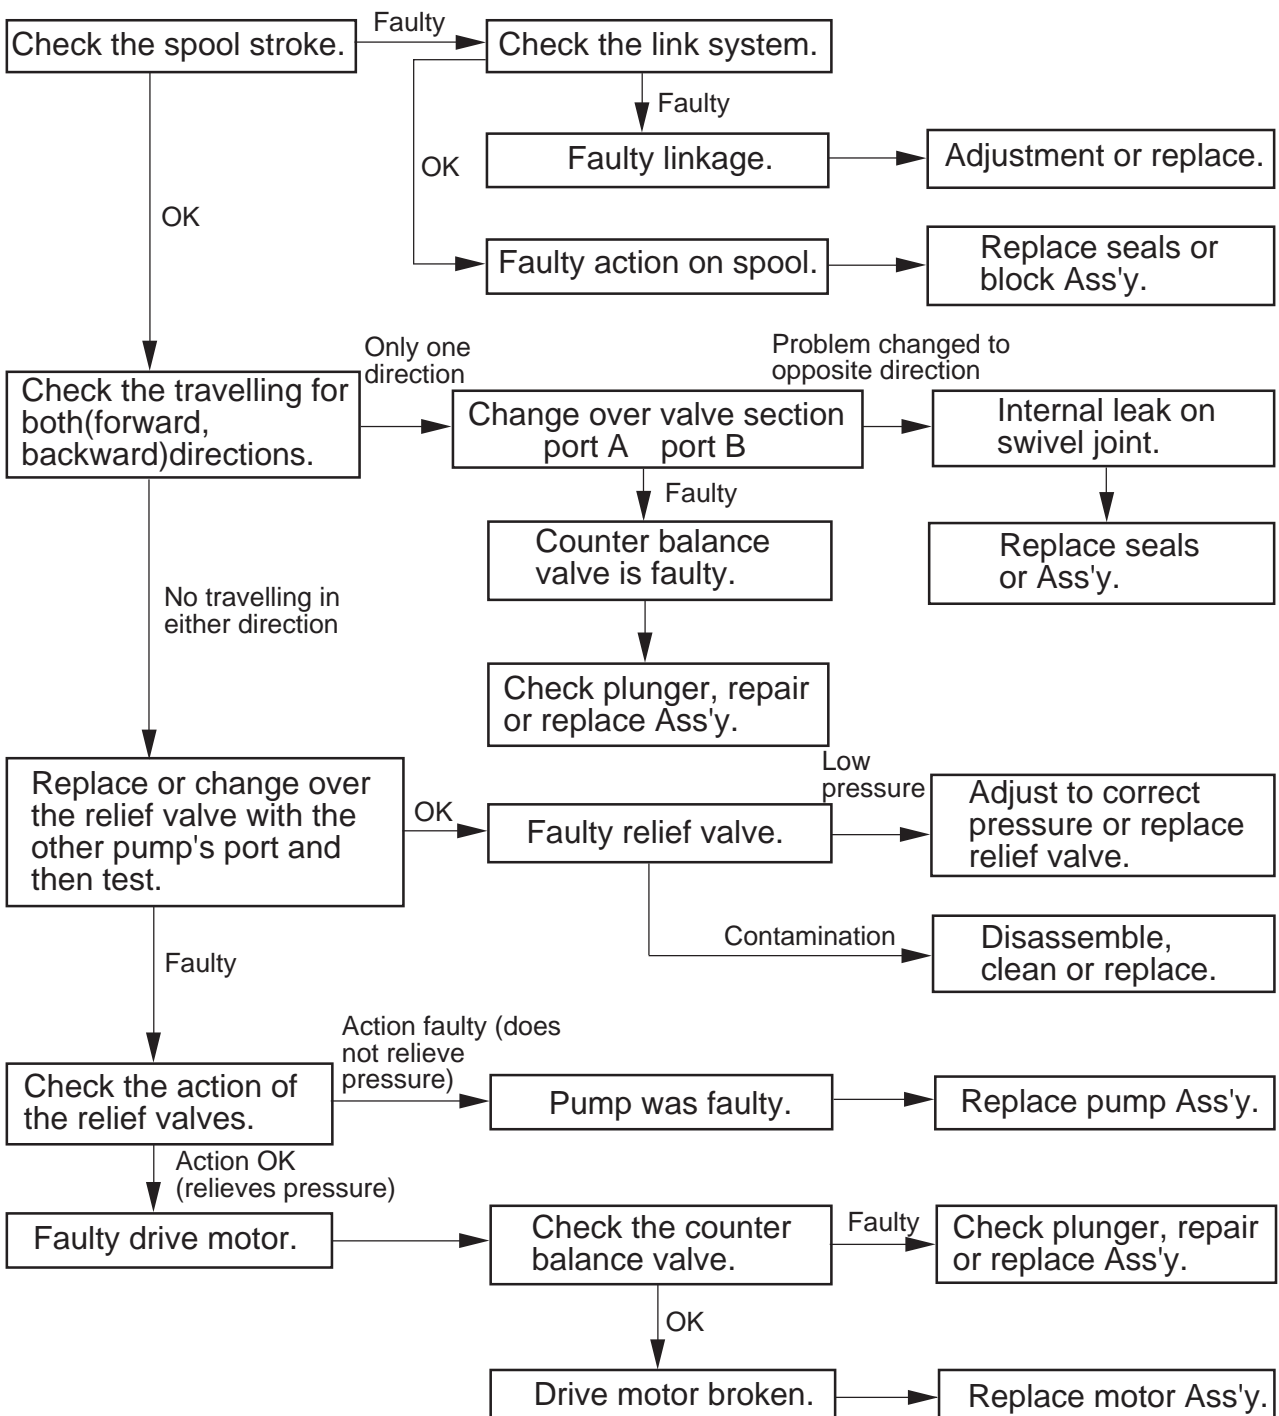 Check the spool stroke.
Faulty
Check the link system.
Faulty
OK
Faulty linkage.
Adjustment or replace.
OK
Faulty action on spool.
Replace seals or
block Ass'y.
Only one
direction
Problem changed to
opposite direction
Check the travelling for
both(forward,
backward)directions.
Change over valve section
port A port B
Internal leak on
swivel joint.
Faulty
Counter balance
valve is faulty.
Replace seals
or Ass'y.
No travelling in
either direction
Check plunger, repair
or replace Ass'y.
Replace or change over
the relief valve with the
other pump's port and
then test.
OK
Faulty relief valve.
Low
pressure
Adjust to correct
pressure or replace
relief valve.
Contamination
Disassemble,
clean or replace.
Faulty
Action faulty (does
not relieve
pressure)
Check the action of
the relief valves.
Pump was faulty.
Replace pump Ass'y.
Action OK
(relieves pressure)
Faulty drive motor.
Check the counter
balance valve.
Faulty
Check plunger, repair
or replace Ass'y.
OK
Drive motor broken.
Replace motor Ass'y.